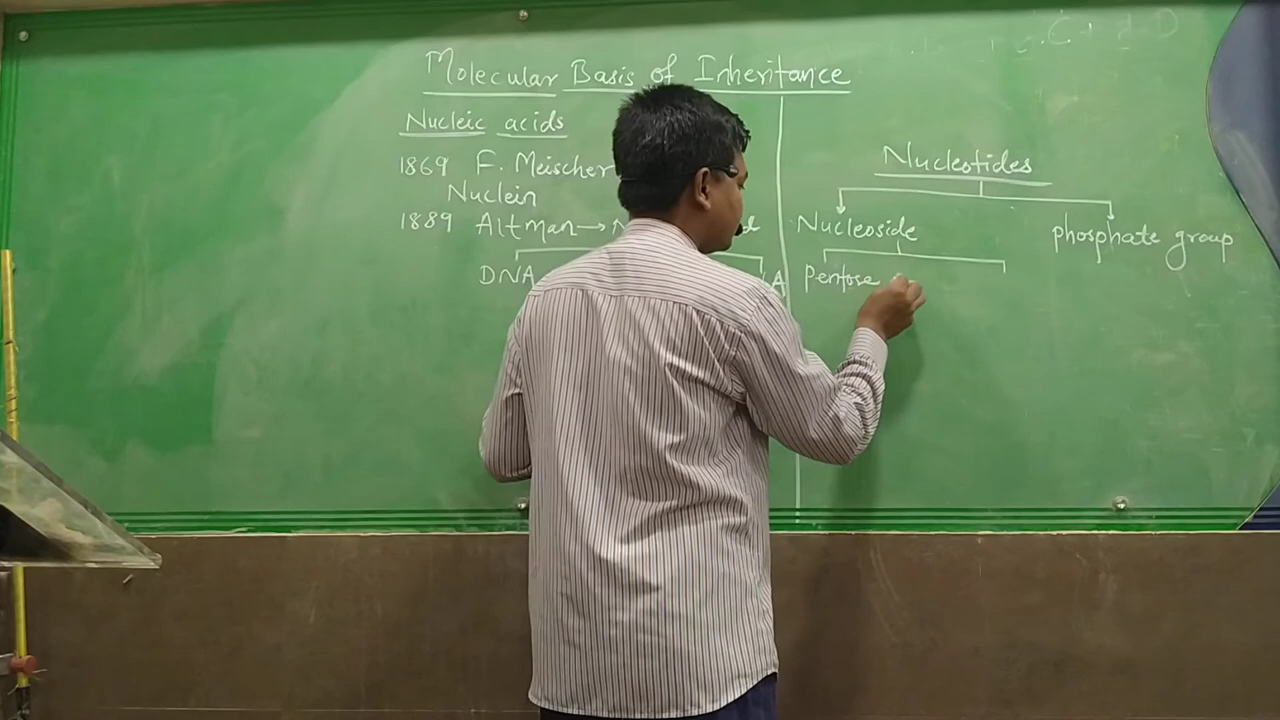 Molecular Basis of Inheritance
Nucleic acids
1869 F. Meischer
Nuclein
1889 Altman →
DNA
Nucleotides
Nucleoside
phosphate group
Pentose